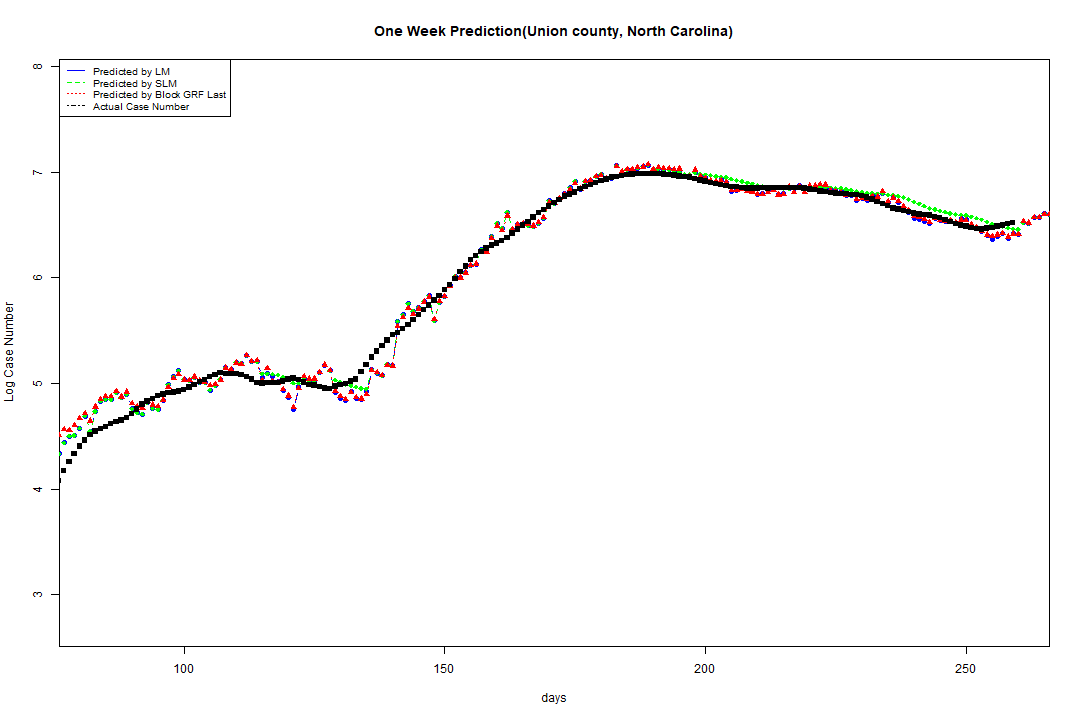 One Week Prediction(Union county, North Carolina)
Predicted by LM
Predicted by SLM
Predicted by Block GRF Last
Actual Case Number
8
7
6
5
4
3
Log Case Number
100 150 200 250
days